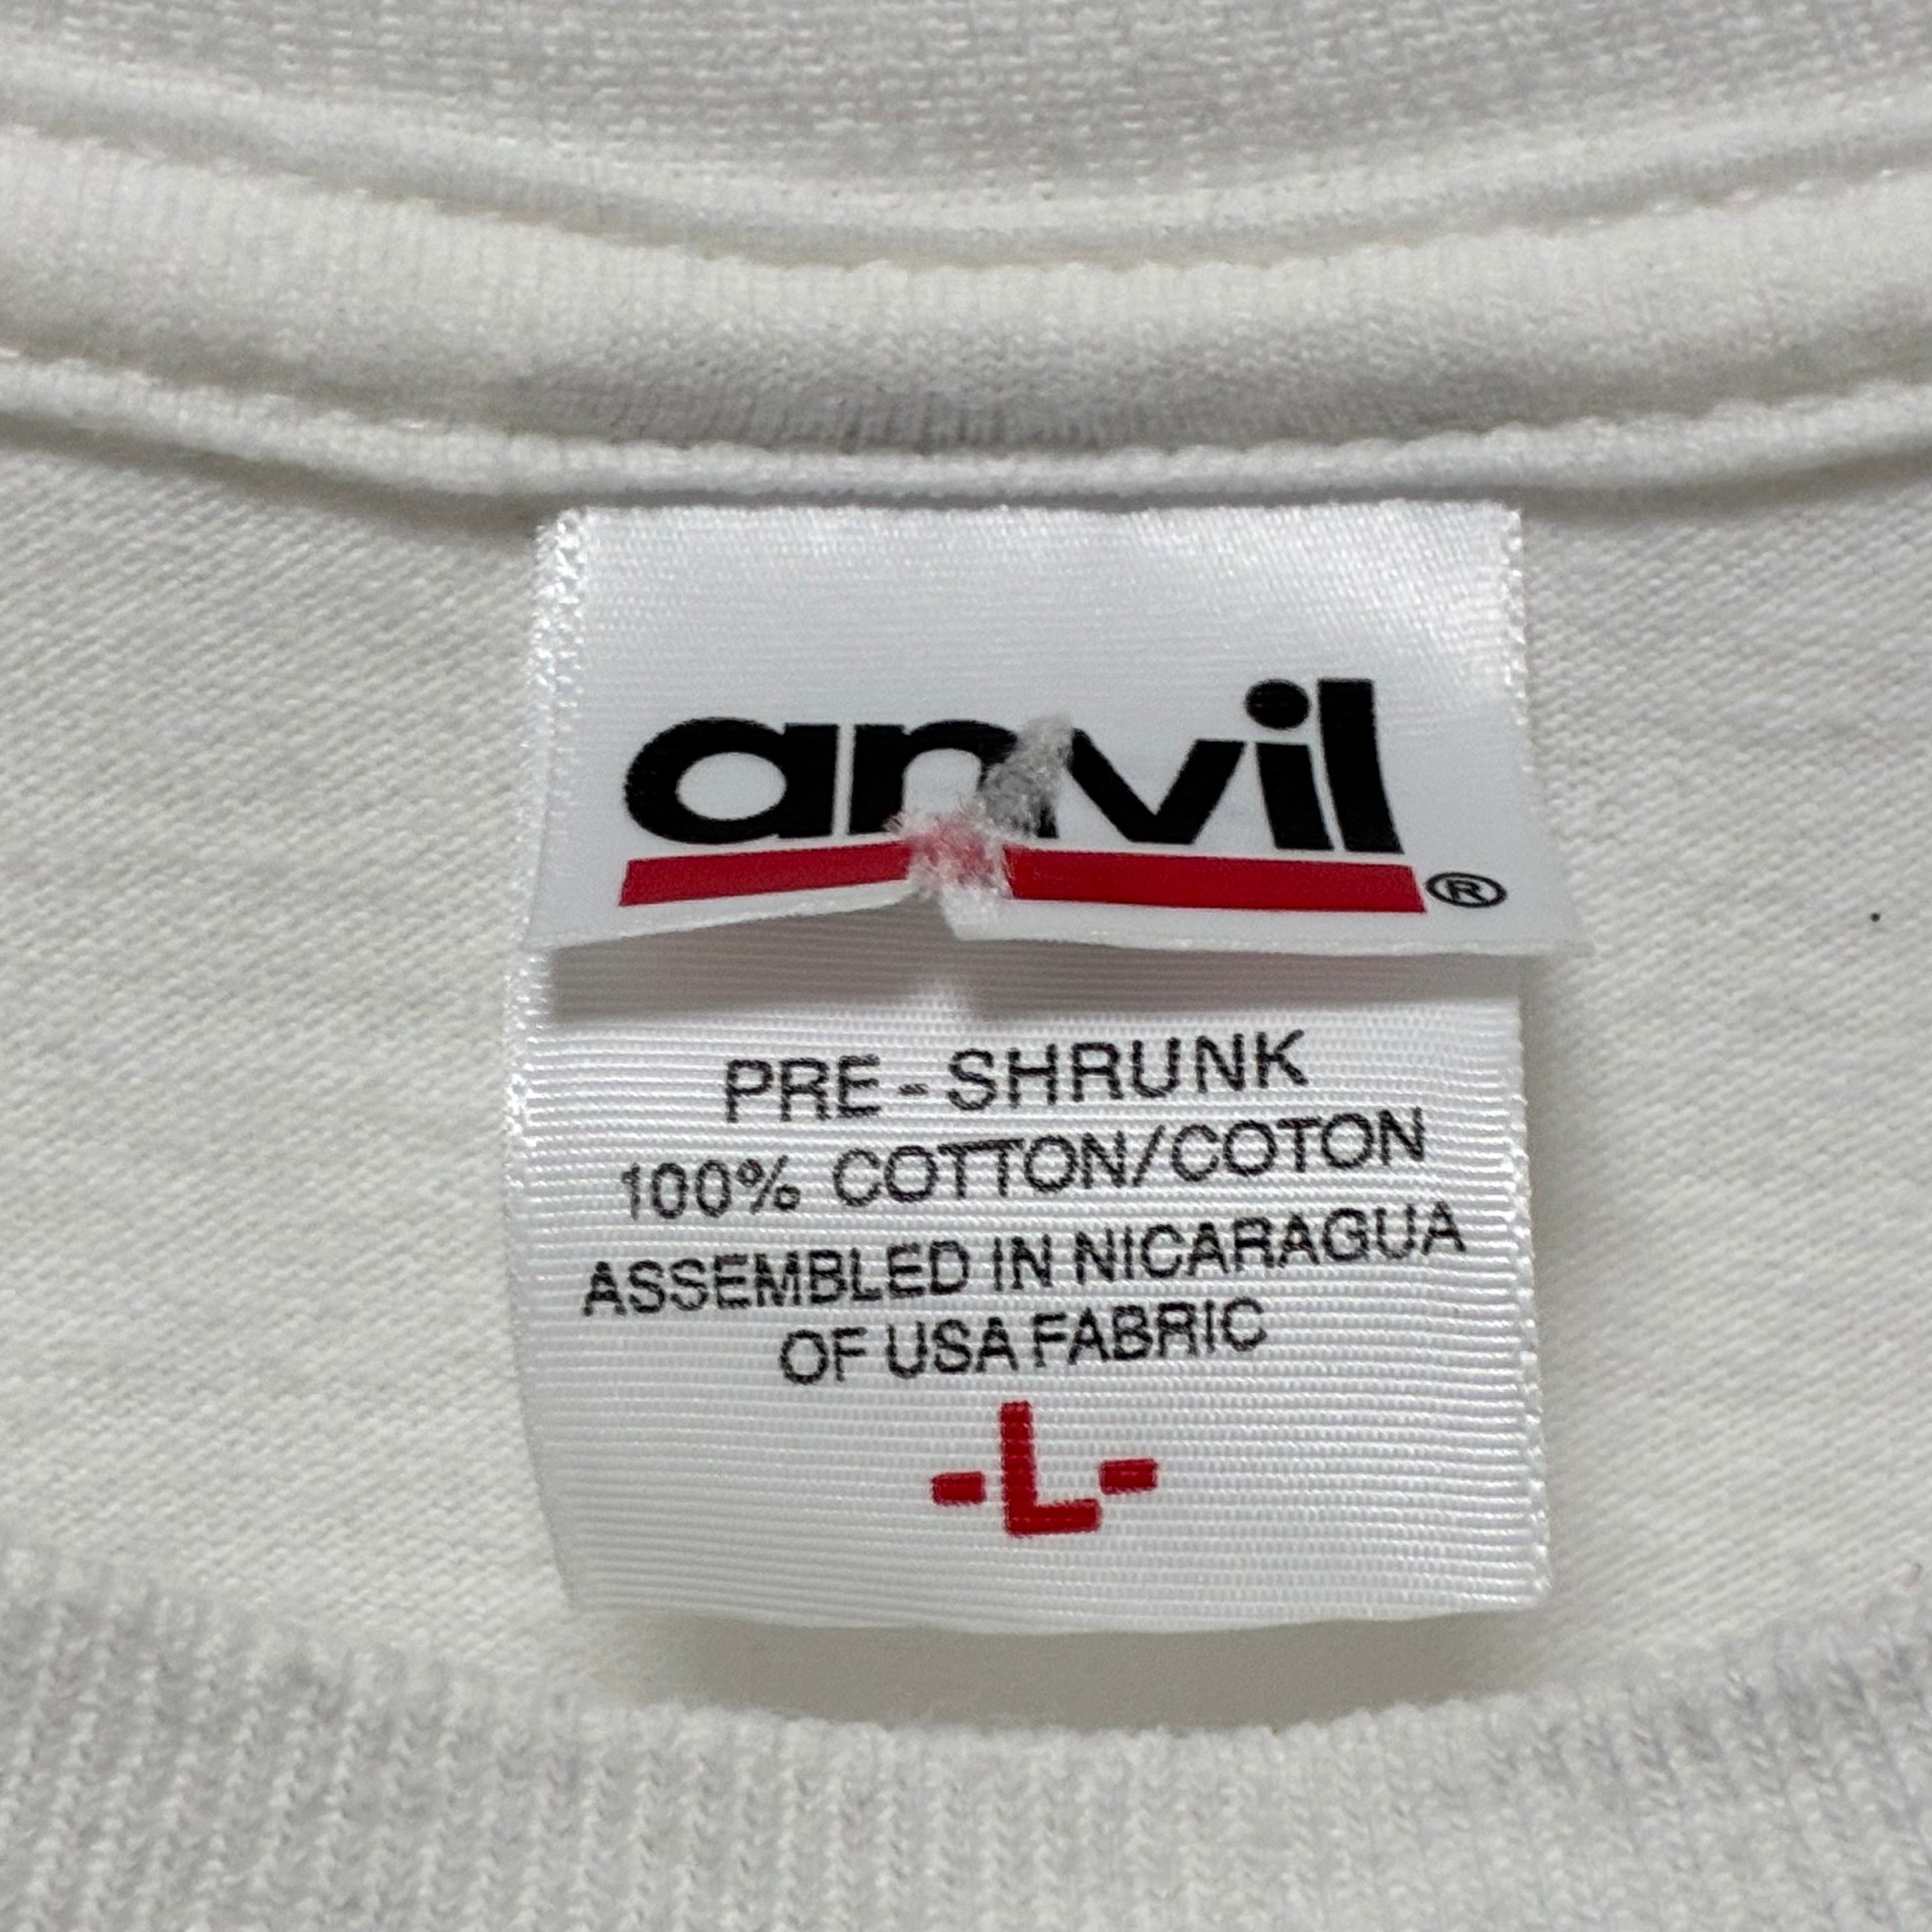 anvil®
PRE-SHRUNK
100% COTTON/COTON
ASSEMBLED IN NICARAGUA
OF USA FABRIC
-L-